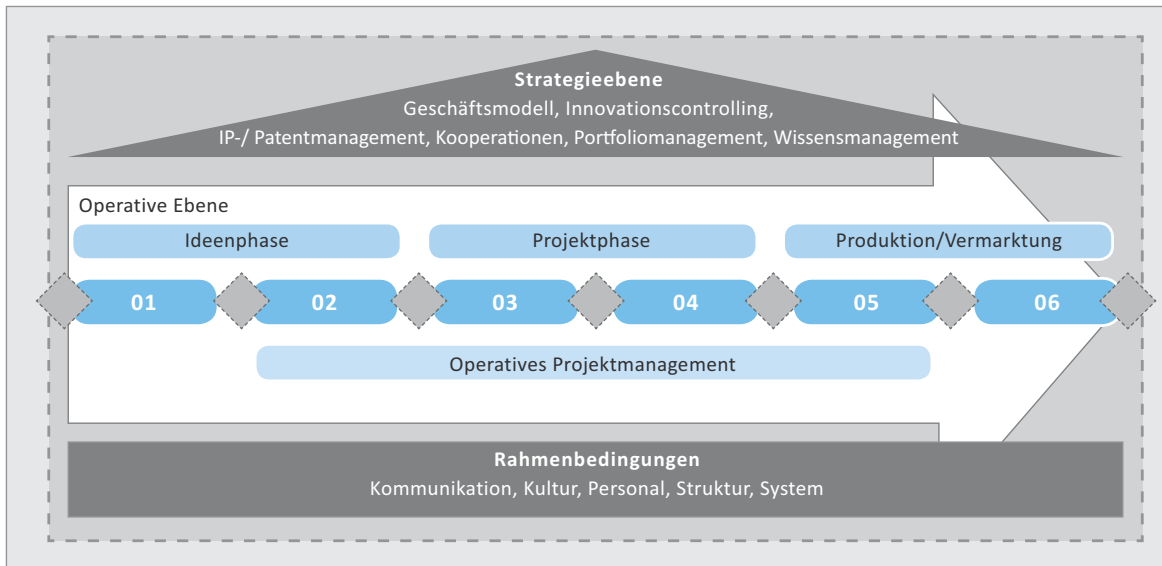 Strategieebene
Geschäftsmodell, Innovationscontrolling,
IP-/ Patentmanagement, Kooperationen, Portfoliomanagement, Wissensmanagement
Operative Ebene
Ideenphase
Projektphase
Produktion/Vermarktung
01
02
03
04
05
06
Operatives Projektmanagement
Rahmenbedingungen
Kommunikation, Kultur, Personal, Struktur, System